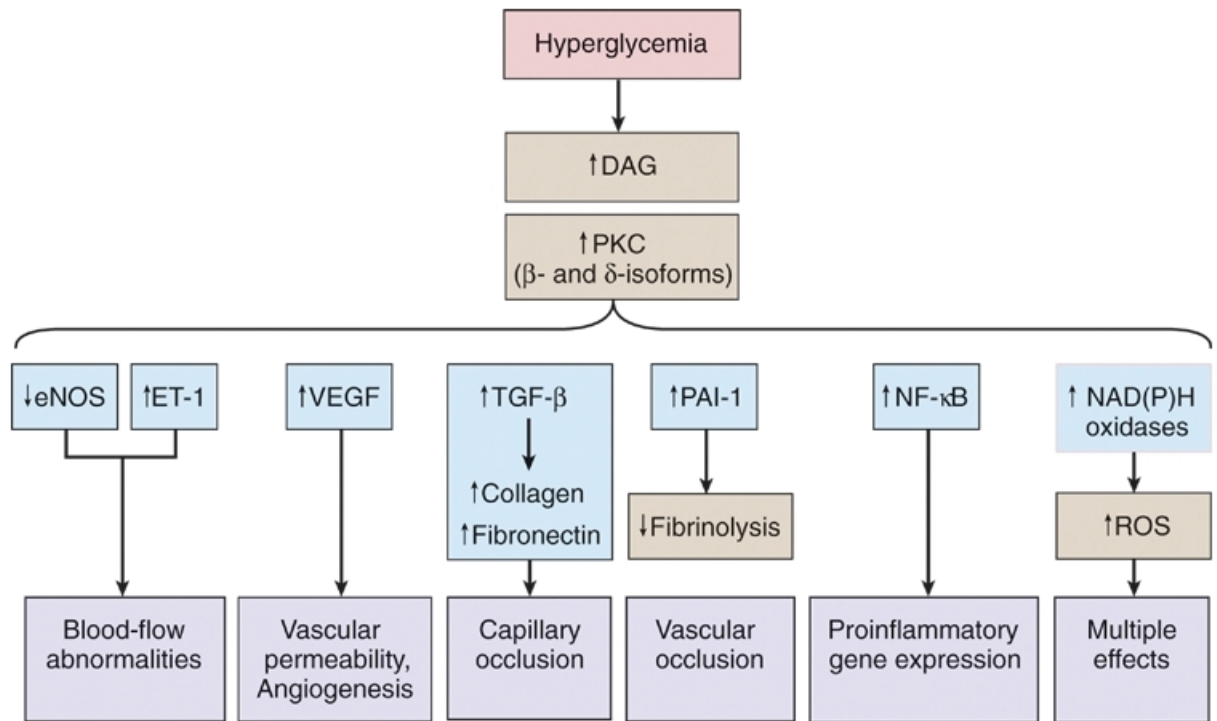 Hyperglycemia
↑DAG
↑PKC
(β- and δ-isoforms)
↓eNOS
↑ET-1
↑VEGF
↑TGF-β
↑Collagen
↑Fibronectin
↑PAI-1
↓Fibrinolysis
↑NF-κB
↑ NAD(P)H
oxidases
↑ROS
Blood-flow
abnormalities
Vascular
permeability,
Angiogenesis
Capillary
occlusion
Vascular
occlusion
Proinflammatory
gene expression
Multiple
effects